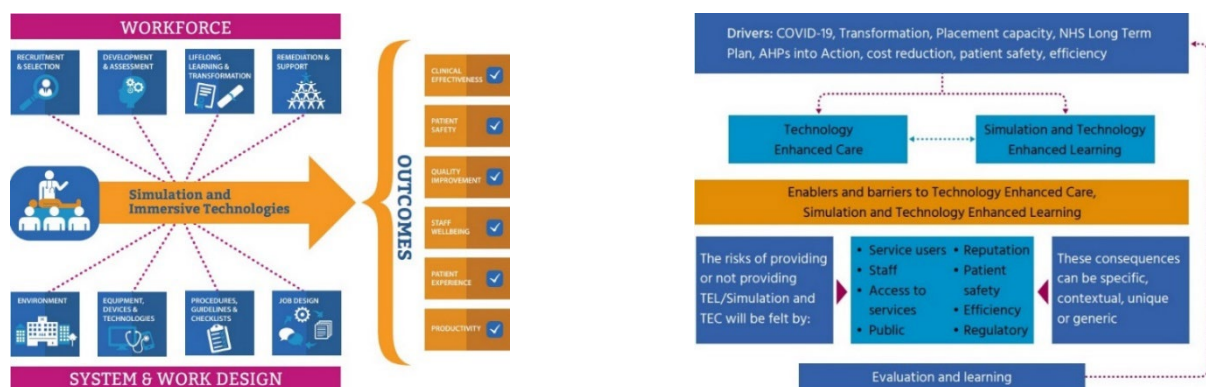 WORKFORCE
RECRUITMENT
& SELECTION
DEVELOPMENT
& ASSESSMENT
LIFELONG
LEARNING &
TRANSFORMATION
REMEDIATION &
SUPPORT
Simulation and
Immersive Technologies
ENVIRONMENT
EQUIPMENT,
DEVICES &
TECHNOLOGIES
PROCEDURES,
GUIDELINES &
CHECKLISTS
JOB DESIGN
SYSTEM & WORK DESIGN
OUTCOMES
CLINICAL
EFFECTIVENESS
PATIENT
SAFETY
QUALITY
IMPROVEMENT
STAFF
WELLBEING
PATIENT
EXPERIENCE
PRODUCTIVITY
Drivers: COVID-19, Transformation, Placement capacity, NHS Long Term
Plan, AHPs into Action, cost reduction, patient safety, efficiency
Technology
Enhanced Care
Simulation and Technology
Enhanced Learning
Enablers and barriers to Technology Enhanced Care,
Simulation and Technology Enhanced Learning
The risks of providing
or not providing
TEL/Simulation and
TEC will be felt by:
• Service users
• Staff
• Access to
services
• Public
• Reputation
• Patient
safety
• Efficiency
• Regulatory
These consequences
can be specific,
contextual, unique
or generic
Evaluation and learning